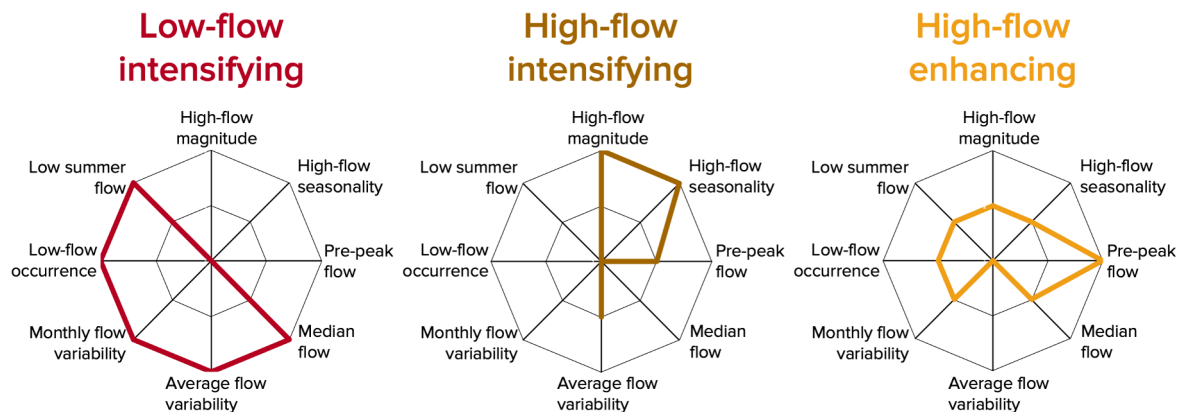 Low-flow
intensifying
High-flow
magnitude
Low summer
flow
High-flow
seasonality
Low-flow
occurrence
Pre-peak
flow
Monthly flow
variability
Median
flow
Average flow
variability
High-flow
intensifying
High-flow
magnitude
Low summer
flow
High-flow
seasonality
Low-flow
occurrence
Pre-peak
flow
Monthly flow
variability
Median
flow
Average flow
variability
High-flow
enhancing
High-flow
magnitude
Low summer
flow
High-flow
seasonality
Low-flow
occurrence
Pre-peak
flow
Monthly flow
variability
Median
flow
Average flow
variability